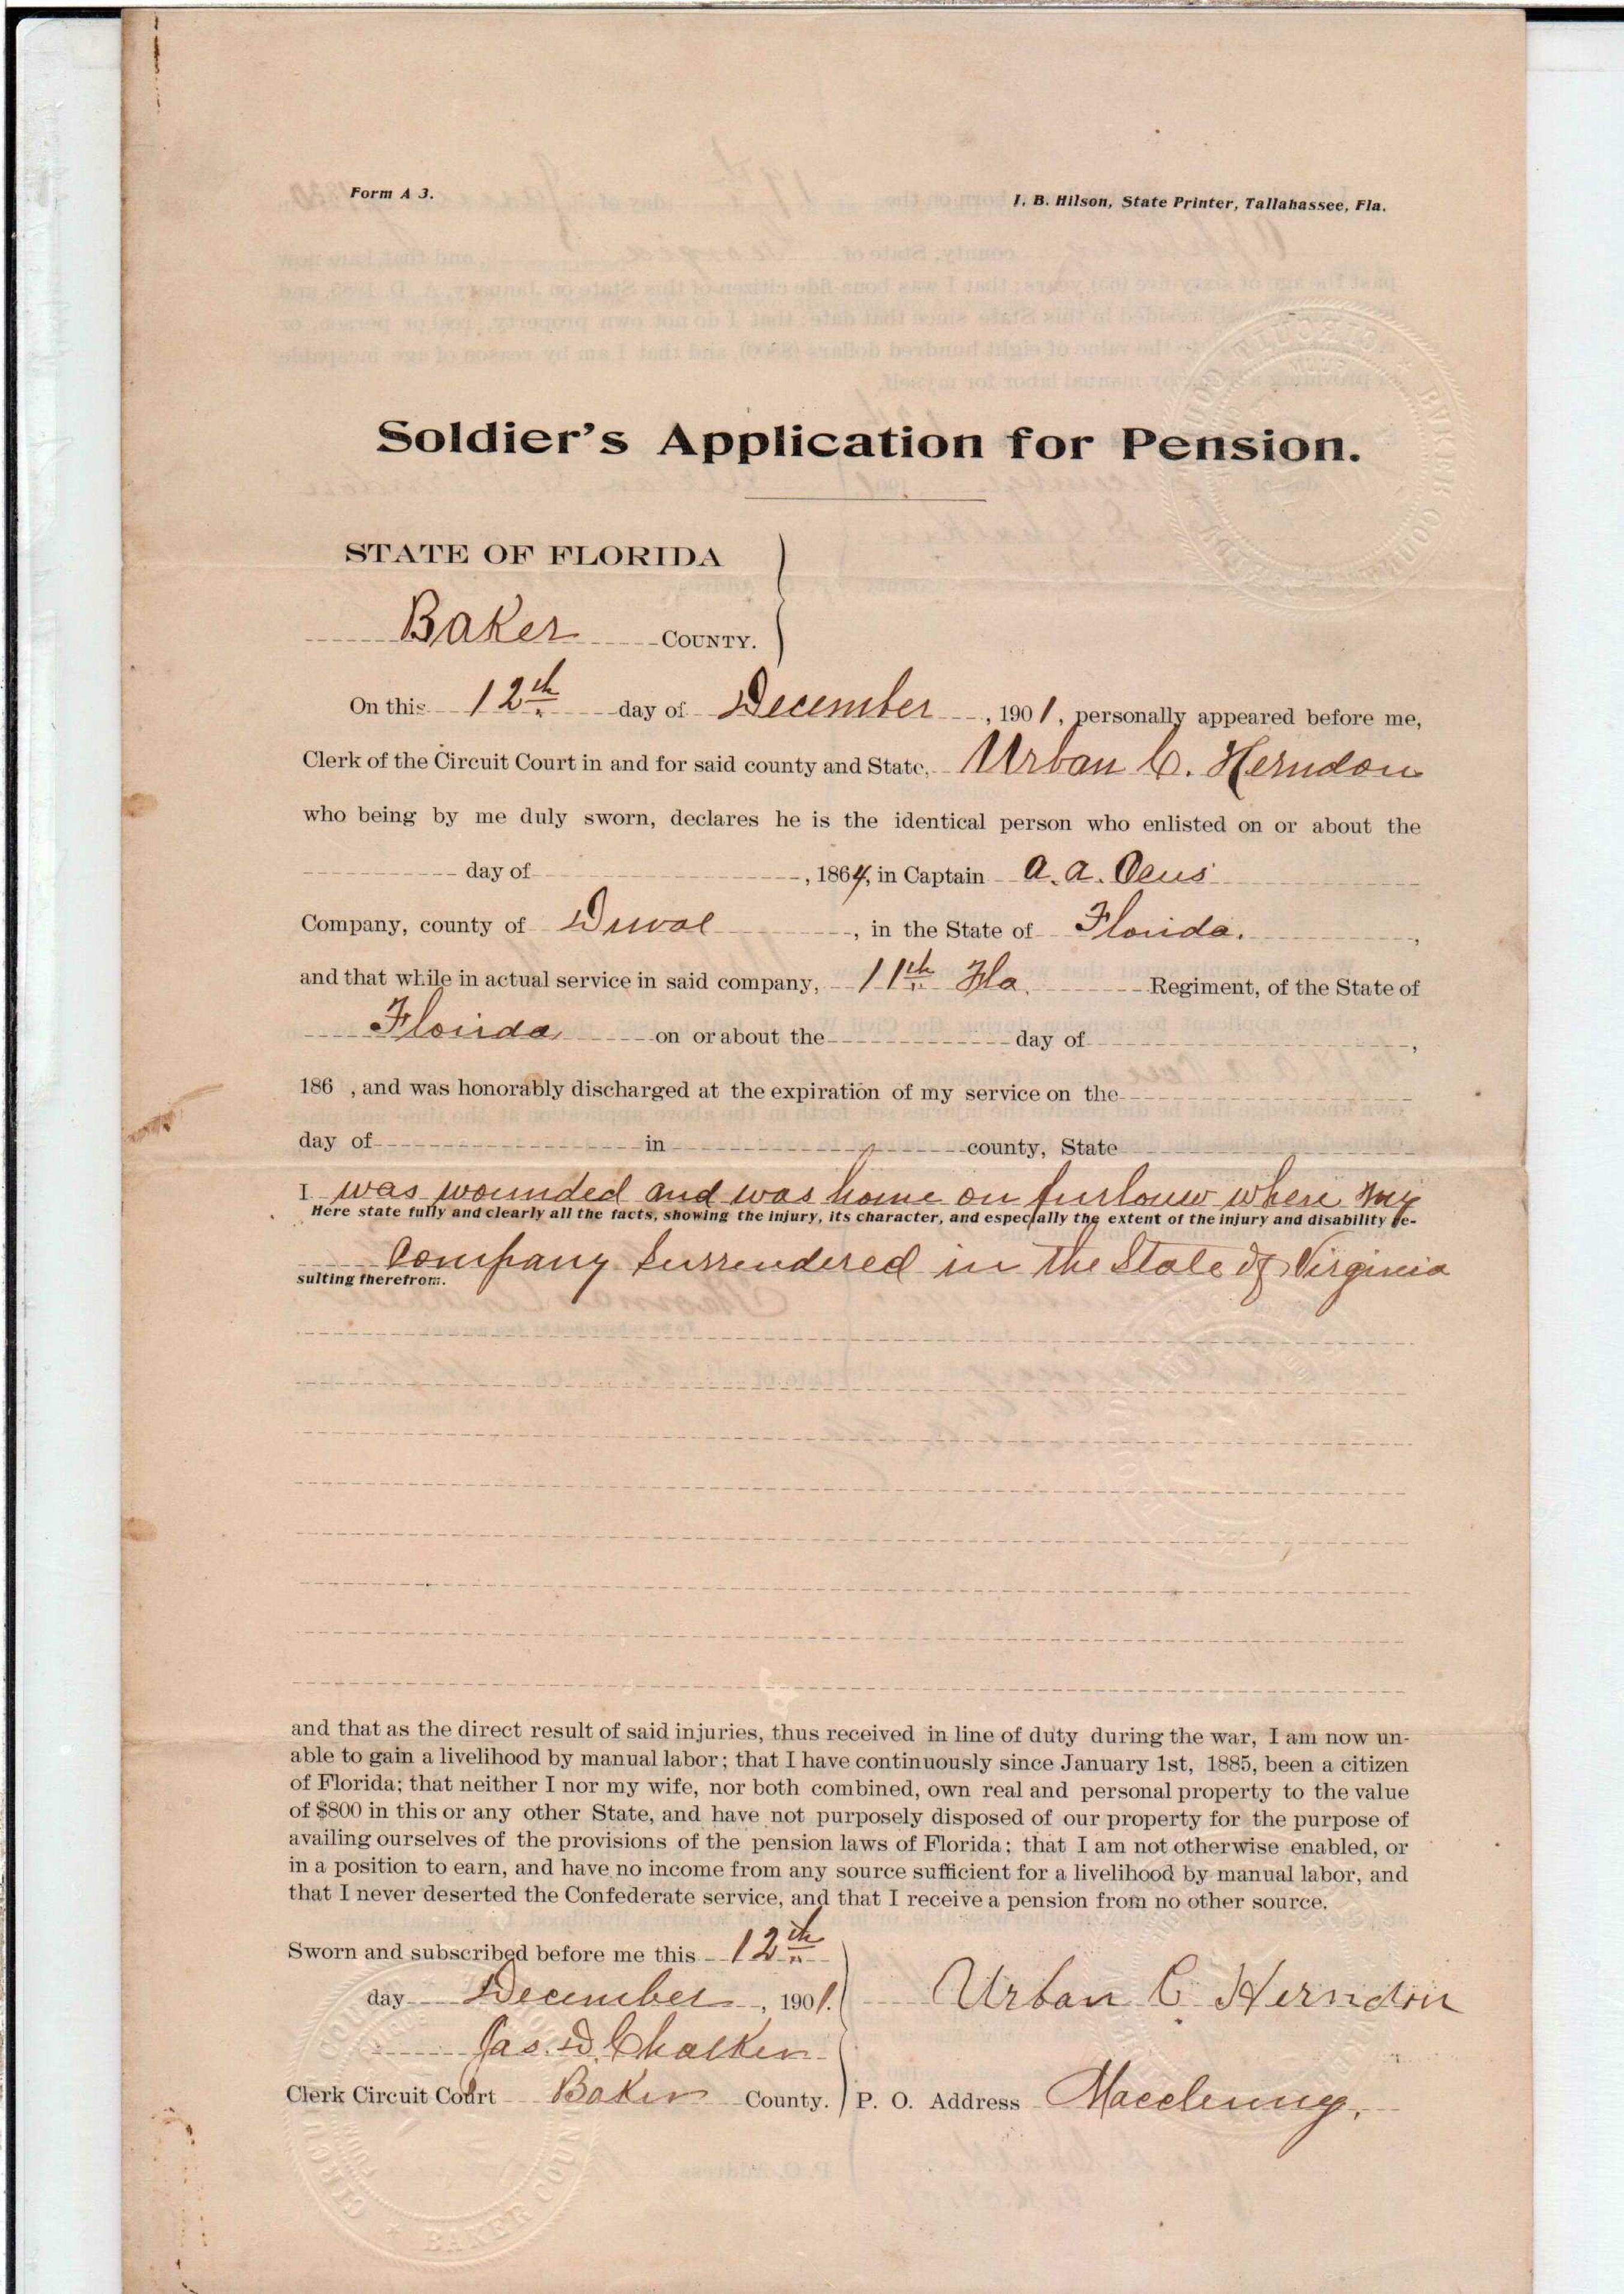 Form A 3.
I. B. Hilson, State Printer, Tallahassee, Fla.
Soldier's Application for Pension.
STATE OF FLORIDA
Baker COUNTY.
On this 12th day of December, 1901, personally appeared before me,
Clerk of the Circuit Court in and for said county and State, Urban C. Herndon
who being by me duly sworn, declares he is the identical person who enlisted on or about the
day of , 1864, in Captain A. A. Ocus
Company, county of Duval, in the State of Florida.,
and that while in actual service in said company, 11th Fla. Regiment, of the State of
Florida on or about the day of ,
186 , and was honorably discharged at the expiration of my service on the
day of in county, State
I was wounded and was home on furlouw where my
Here state fully and clearly all the facts, showing the injury, its character, and especially the extent of the injury and disability re-
Company Surrendered in the State of Virginia
sulting therefrom.
and that as the direct result of said injuries, thus received in line of duty during the war, I am now un-
able to gain a livelihood by manual labor; that I have continuously since January 1st, 1885, been a citizen
of Florida; that neither I nor my wife, nor both combined, own real and personal property to the value
of $800 in this or any other State, and have not purposely disposed of our property for the purpose of
availing ourselves of the provisions of the pension laws of Florida; that I am not otherwise enabled, or
in a position to earn, and have no income from any source sufficient for a livelihood by manual labor, and
that I never deserted the Confederate service, and that I receive a pension from no other source.
Sworn and subscribed before me this 12th
day December, 1901. Urban C Herndon
Jas. D. Chalker
Clerk Circuit Court Baker County. P. O. Address Macclenny.
BAKER COUN
CIRCUIT